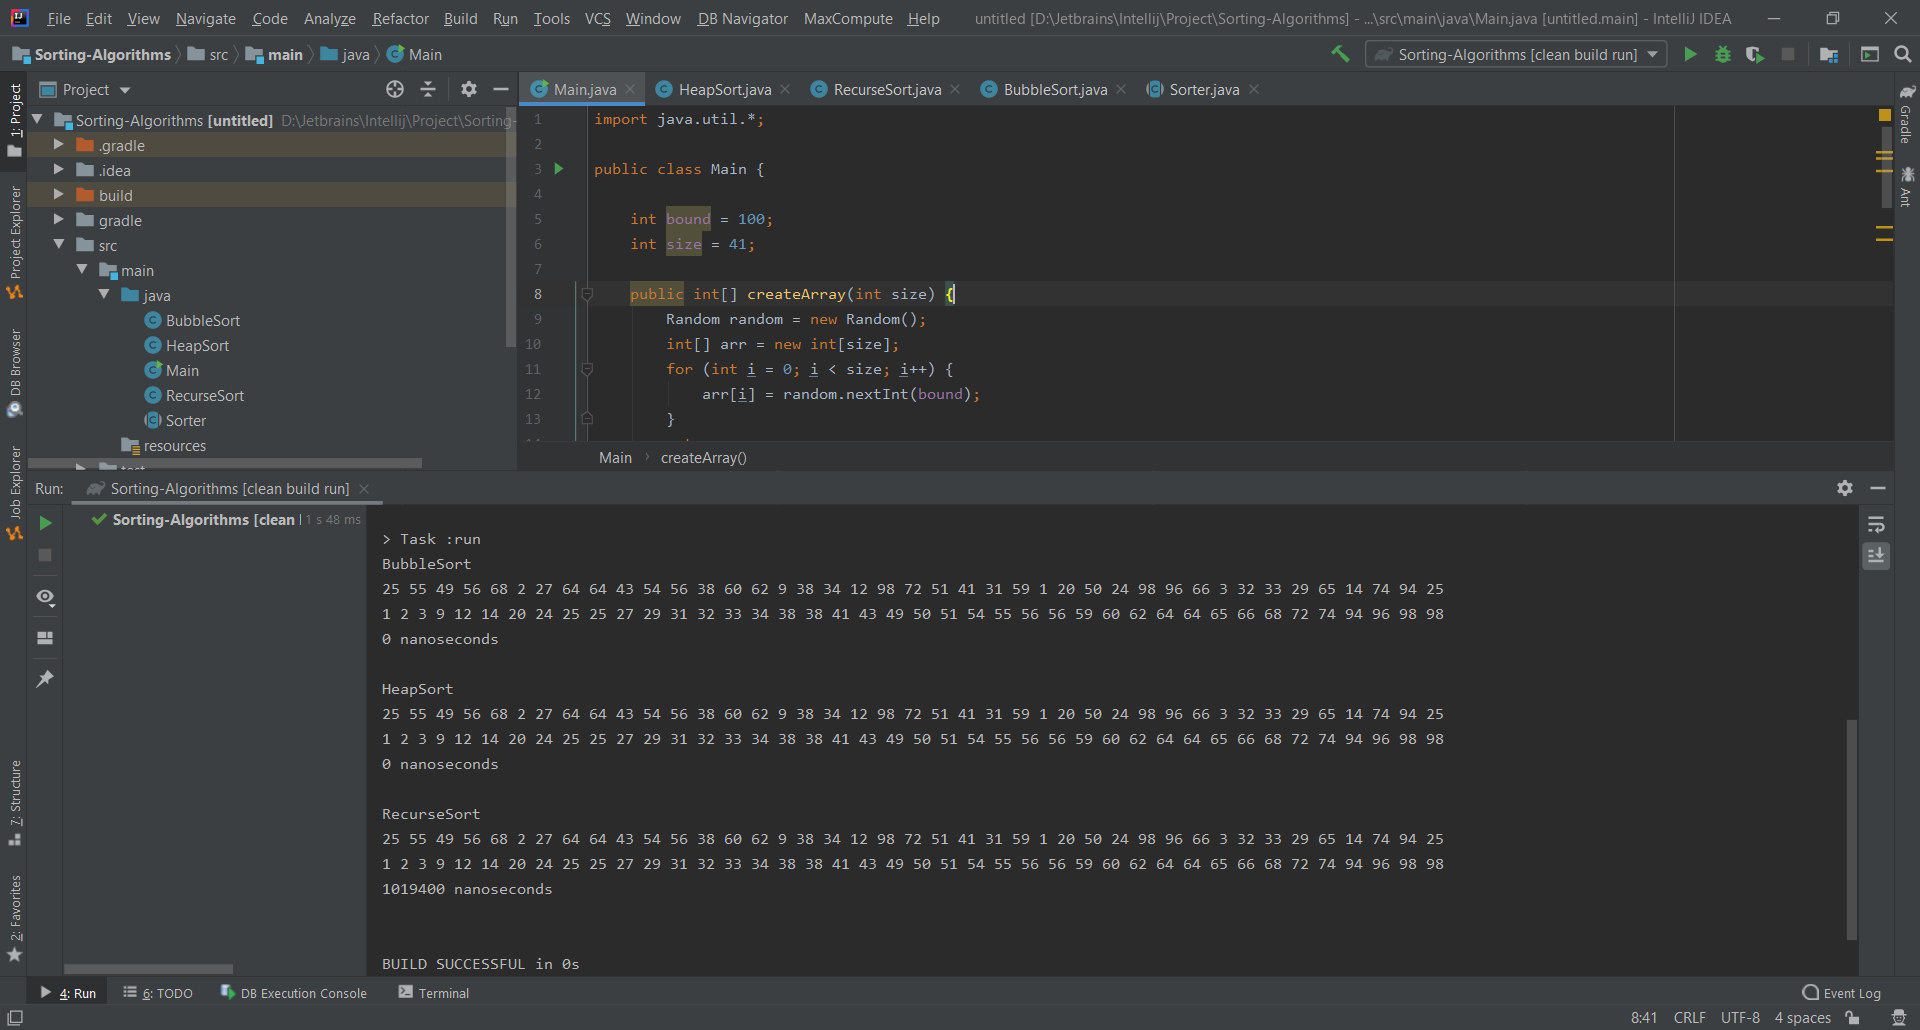 File Edit View Navigate Code Analyze Refactor Build Run Tools VCS Window DB Navigator MaxCompute Help untitled [D:\Jetbrains\Intellij\Project\Sorting-Algorithms] - ...\src\main\java\Main.java [untitled.main] - IntelliJ IDEA
Sorting-Algorithms src main java Main Sorting-Algorithms [clean build run]
Project
Main.java HeapSort.java RecurseSort.java BubbleSort.java Sorter.java
1: Project
Project Explorer
DB Browser
Job Explorer
7: Structure
2: Favorites
Sorting-Algorithms [untitled] D:\Jetbrains\Intellij\Project\Sorting-
.gradle
.idea
build
gradle
src
main
java
BubbleSort
HeapSort
Main
RecurseSort
Sorter
resources
test
1 import java.util.*;
2
3 public class Main {
4
5 int bound = 100;
6 int size = 41;
7
8 public int[] createArray(int size) {
9 Random random = new Random();
10 int[] arr = new int[size];
11 for (int i = 0; i < size; i++) {
12 arr[i] = random.nextInt(bound);
13 }
Main createArray()
Gradle
Ant
Run: Sorting-Algorithms [clean build run]
Sorting-Algorithms [clean 1 s 48 ms
> Task :run
BubbleSort
25 55 49 56 68 2 27 64 64 43 54 56 38 60 62 9 38 34 12 98 72 51 41 31 59 1 20 50 24 98 96 66 3 32 33 29 65 14 74 94 25
1 2 3 9 12 14 20 24 25 25 27 29 31 32 33 34 38 38 41 43 49 50 51 54 55 56 56 59 60 62 64 64 65 66 68 72 74 94 96 98 98
0 nanoseconds
HeapSort
25 55 49 56 68 2 27 64 64 43 54 56 38 60 62 9 38 34 12 98 72 51 41 31 59 1 20 50 24 98 96 66 3 32 33 29 65 14 74 94 25
1 2 3 9 12 14 20 24 25 25 27 29 31 32 33 34 38 38 41 43 49 50 51 54 55 56 56 59 60 62 64 64 65 66 68 72 74 94 96 98 98
0 nanoseconds
RecurseSort
25 55 49 56 68 2 27 64 64 43 54 56 38 60 62 9 38 34 12 98 72 51 41 31 59 1 20 50 24 98 96 66 3 32 33 29 65 14 74 94 25
1 2 3 9 12 14 20 24 25 25 27 29 31 32 33 34 38 38 41 43 49 50 51 54 55 56 56 59 60 62 64 64 65 66 68 72 74 94 96 98 98
1019400 nanoseconds
BUILD SUCCESSFUL in 0s
4: Run 6: TODO DB Execution Console Terminal Event Log
8:41 CRLF UTF-8 4 spaces